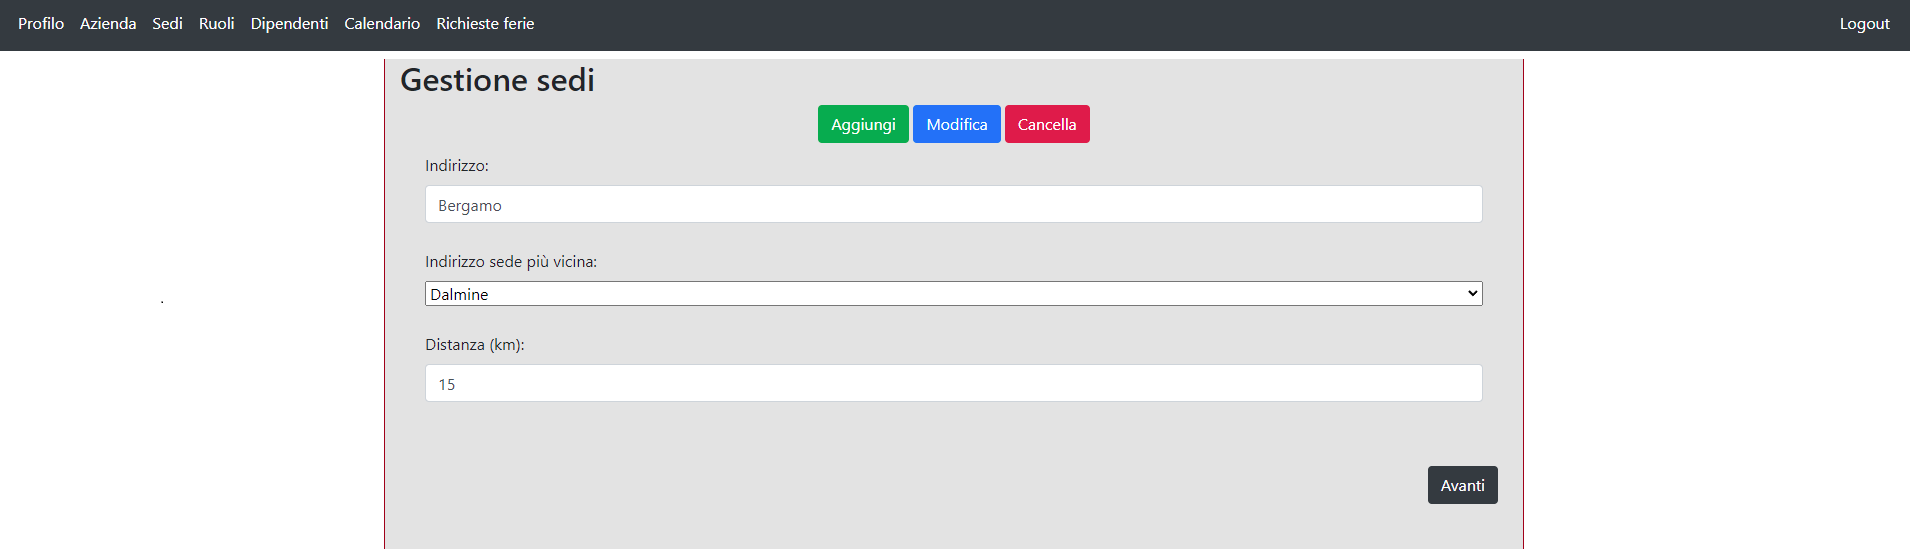 Profilo Azienda Sedi Ruoli Dipendenti Calendario Richieste ferie Logout
Gestione sedi
Aggiungi Modifica Cancella
Indirizzo:
Bergamo
Indirizzo sede più vicina:
Dalmine
.
Distanza (km):
15
Avanti